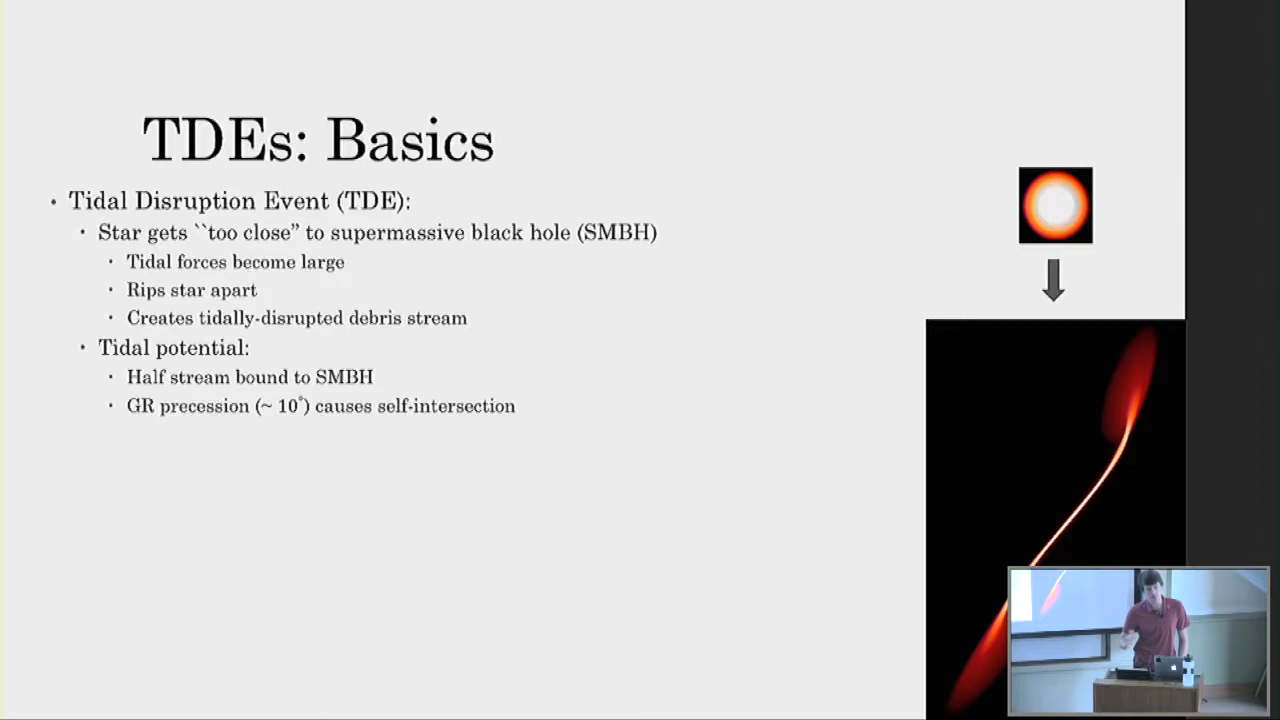 TDEs: Basics
• Tidal Disruption Event (TDE):
• Star gets ``too close” to supermassive black hole (SMBH)
• Tidal forces become large
• Rips star apart
• Creates tidally-disrupted debris stream
• Tidal potential:
• Half stream bound to SMBH
• GR precession (~ 10°) causes self-intersection